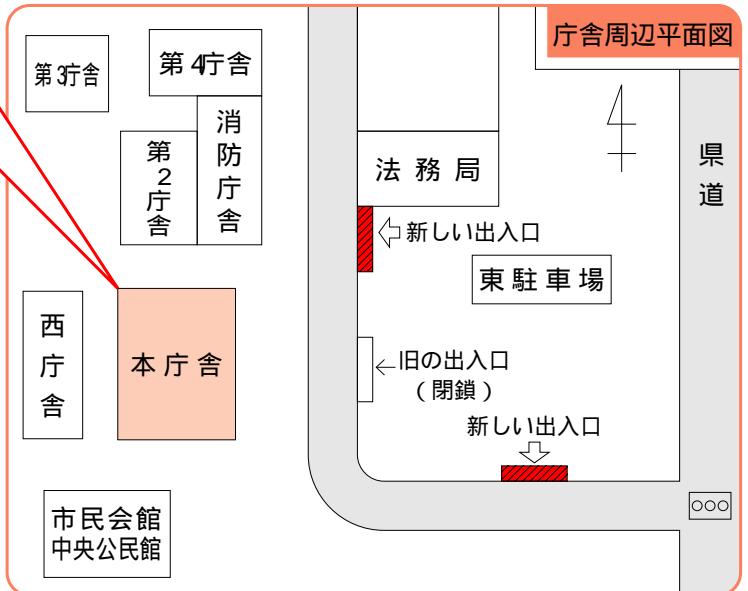 庁舎周辺平面図
第3庁舎
第4庁舎
消防庁舎
第2庁舎
法務局
県道
新しい出入口
東駐車場
西庁舎
本庁舎
旧の出入口
（閉鎖）
新しい出入口
市民会館
中央公民館